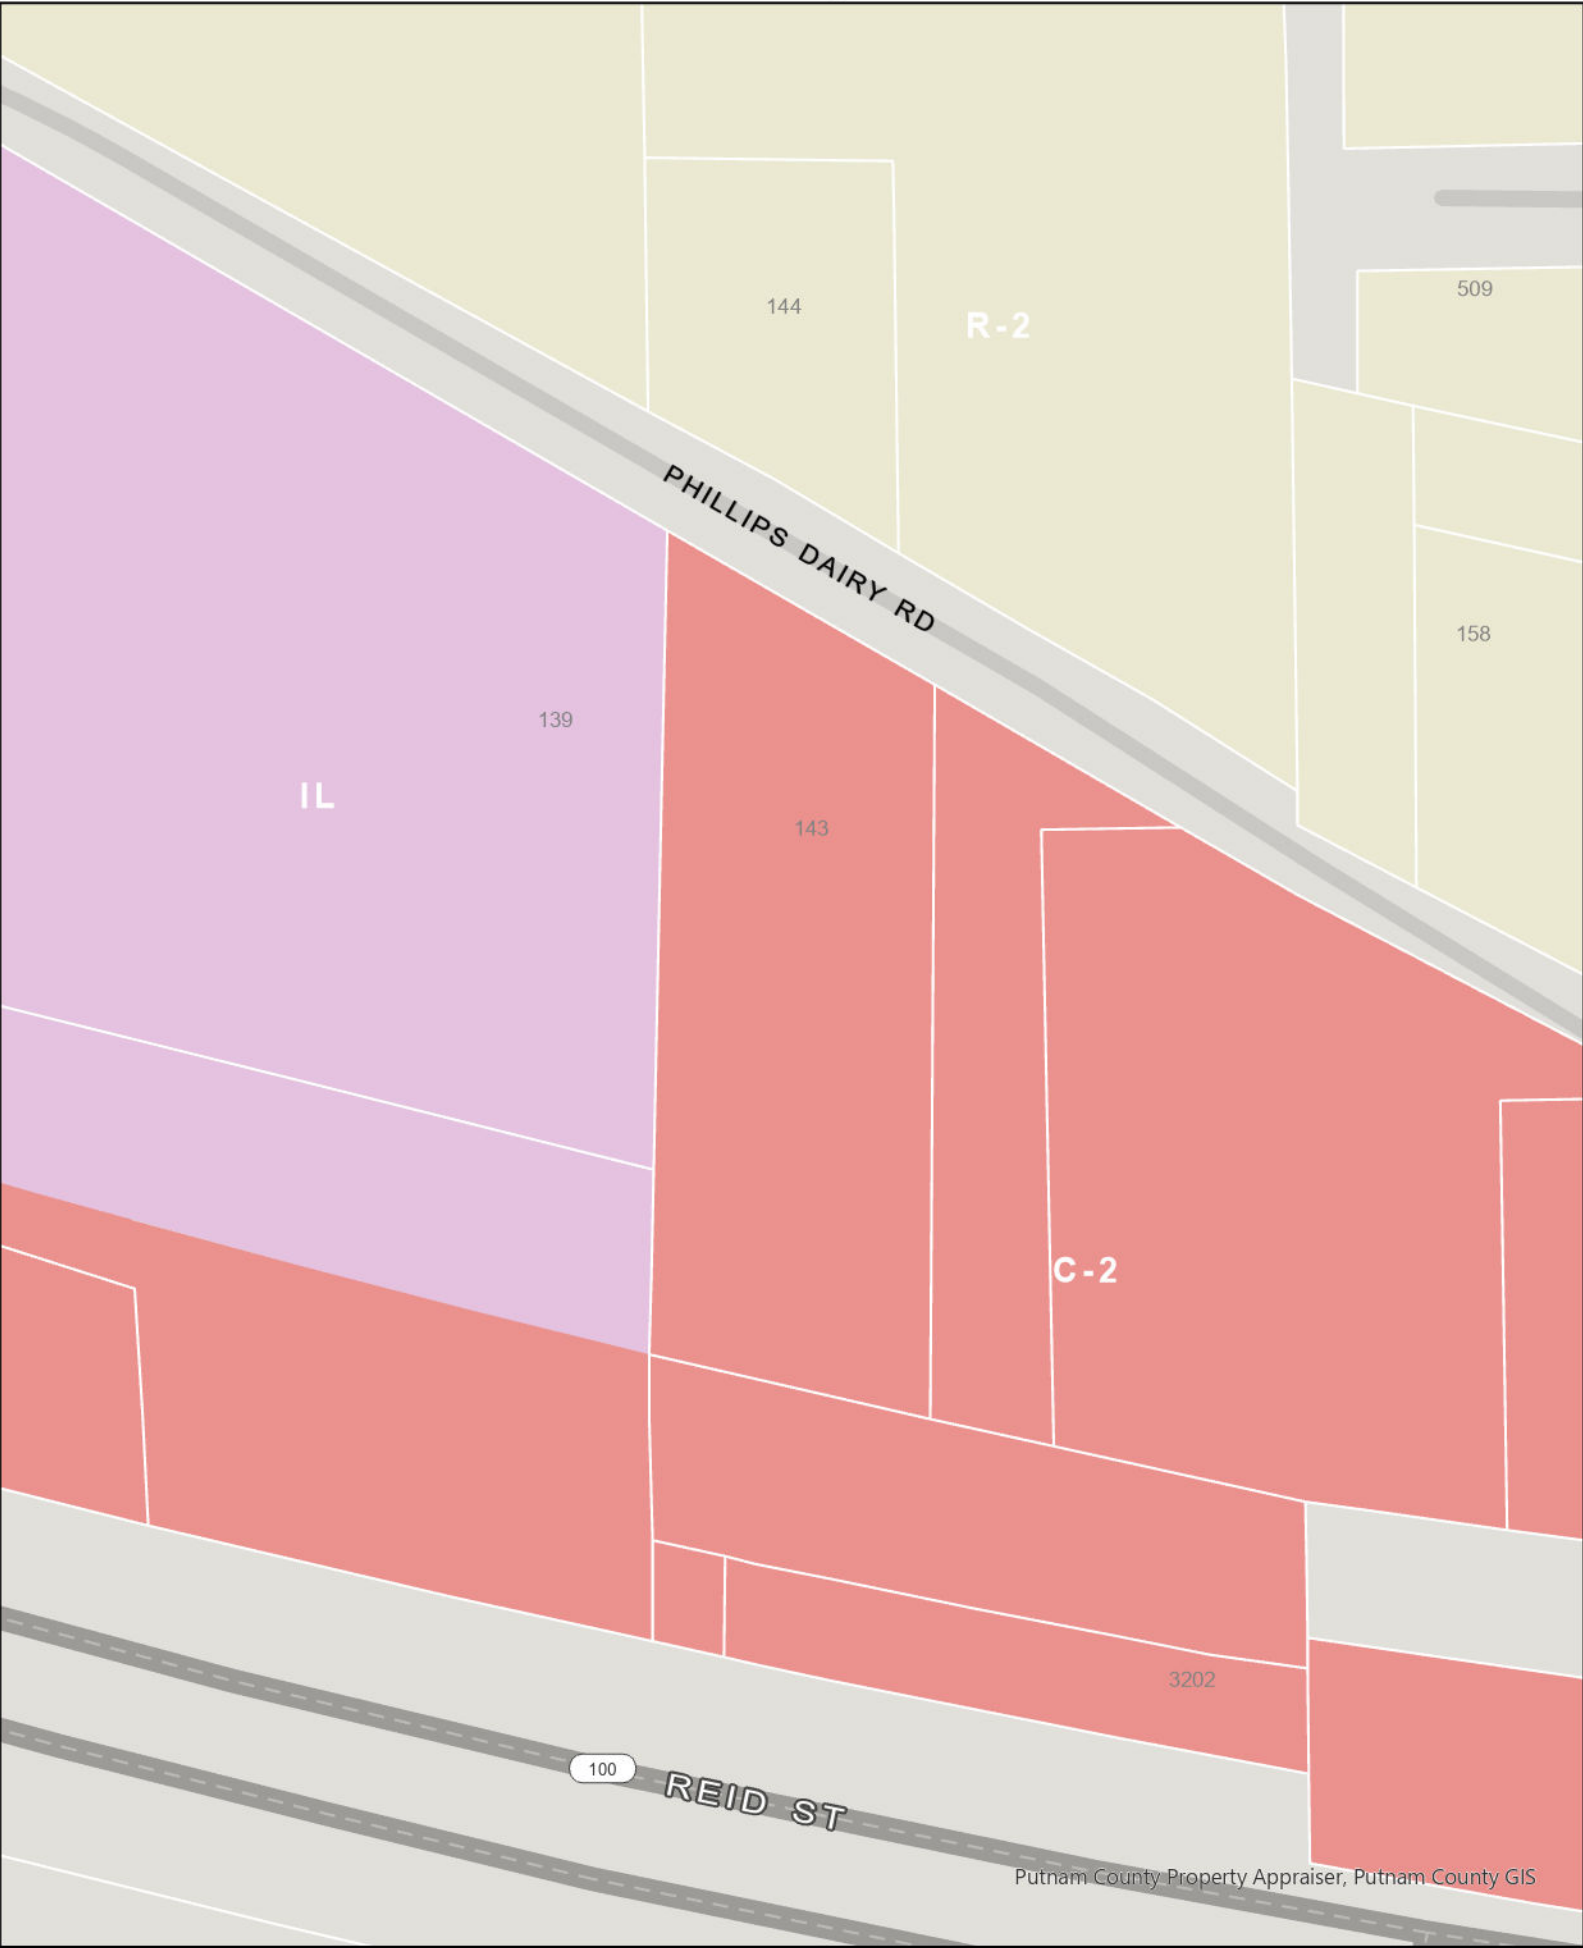 144
R-2
509
PHILLIPS DAIRY RD
158
139
IL
143
C-2
3202
100
REID ST
Putnam County Property Appraiser, Putnam County GIS